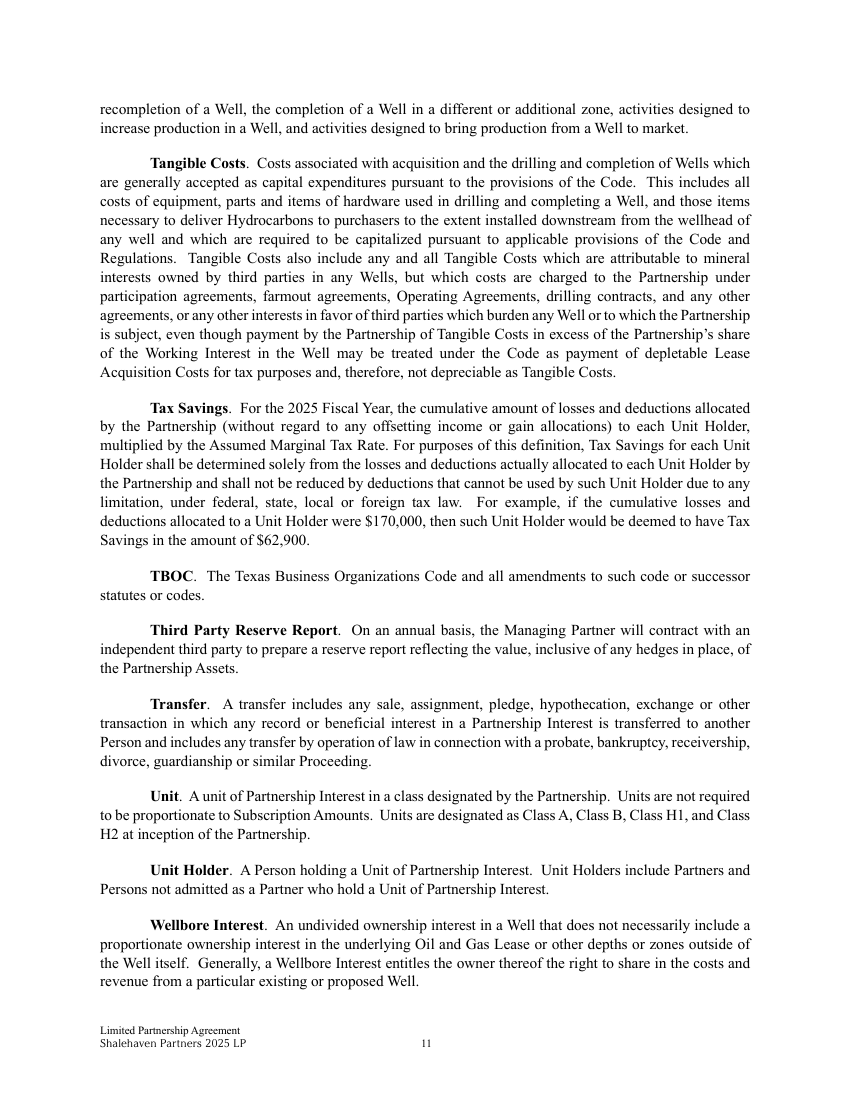 recompletion of a Well, the completion of a Well in a different or additional zone, activities designed to
increase production in a Well, and activities designed to bring production from a Well to market.
Tangible Costs.  Costs associated with acquisition and the drilling and completion of Wells which
are generally accepted as capital expenditures pursuant to the provisions of the Code.  This includes all
costs of equipment, parts and items of hardware used in drilling and completing a Well, and those items
necessary to deliver Hydrocarbons to purchasers to the extent installed downstream from the wellhead of
any well and which are required to be capitalized pursuant to applicable provisions of the Code and
Regulations.  Tangible Costs also include any and all Tangible Costs which are attributable to mineral
interests owned by third parties in any Wells, but which costs are charged to the Partnership under
participation agreements, farmout agreements, Operating Agreements, drilling contracts, and any other
agreements, or any other interests in favor of third parties which burden any Well or to which the Partnership
is subject, even though payment by the Partnership of Tangible Costs in excess of the Partnership’s share
of the Working Interest in the Well may be treated under the Code as payment of depletable Lease
Acquisition Costs for tax purposes and, therefore, not depreciable as Tangible Costs.
Tax Savings.  For the 2025 Fiscal Year, the cumulative amount of losses and deductions allocated
by the Partnership (without regard to any offsetting income or gain allocations) to each Unit Holder,
multiplied by the Assumed Marginal Tax Rate. For purposes of this definition, Tax Savings for each Unit
Holder shall be determined solely from the losses and deductions actually allocated to each Unit Holder by
the Partnership and shall not be reduced by deductions that cannot be used by such Unit Holder due to any
limitation, under federal, state, local or foreign tax law.  For example, if the cumulative losses and
deductions allocated to a Unit Holder were $170,000, then such Unit Holder would be deemed to have Tax
Savings in the amount of $62,900.
TBOC.  The Texas Business Organizations Code and all amendments to such code or successor
statutes or codes.
Third Party Reserve Report.  On an annual basis, the Managing Partner will contract with an
independent third party to prepare a reserve report reflecting the value, inclusive of any hedges in place, of
the Partnership Assets.
Transfer.  A transfer includes any sale, assignment, pledge, hypothecation, exchange or other
transaction in which any record or beneficial interest in a Partnership Interest is transferred to another
Person and includes any transfer by operation of law in connection with a probate, bankruptcy, receivership,
divorce, guardianship or similar Proceeding.
Unit.  A unit of Partnership Interest in a class designated by the Partnership.  Units are not required
to be proportionate to Subscription Amounts.  Units are designated as Class A, Class B, Class H1, and Class
H2 at inception of the Partnership.
Unit Holder.  A Person holding a Unit of Partnership Interest.  Unit Holders include Partners and
Persons not admitted as a Partner who hold a Unit of Partnership Interest.
Wellbore Interest.  An undivided ownership interest in a Well that does not necessarily include a
proportionate ownership interest in the underlying Oil and Gas Lease or other depths or zones outside of
the Well itself.  Generally, a Wellbore Interest entitles the owner thereof the right to share in the costs and
revenue from a particular existing or proposed Well.
Limited Partnership Agreement
Shalehaven Partners 2025 LP 11